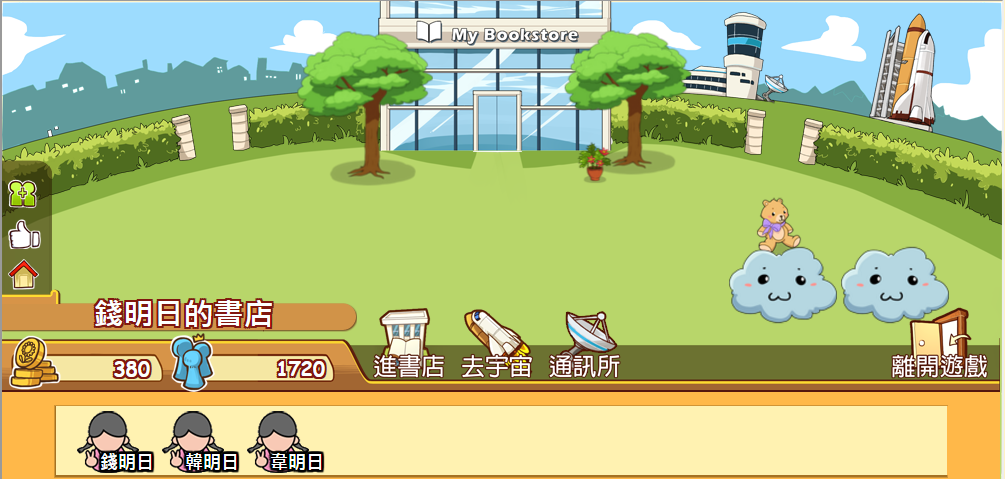 My Bookstore
錢明日的書店
380
1720
進書店
去宇宙
通訊所
離開遊戲
錢明日
韓明日
韋明日